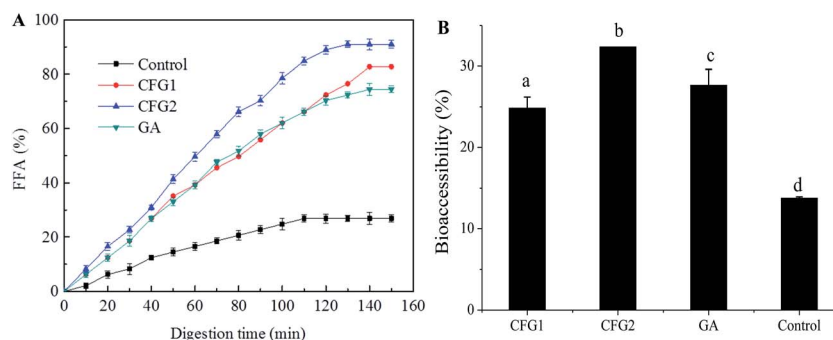 A
100
80
60
40
20
0
FFA (%)
Control
CFG1
CFG2
GA
0 20 40 60 80 100 120 140 160
Digestion time (min)
B
30
20
10
0
Bioaccessibility (%)
a
b
c
d
CFG1 CFG2 GA Control